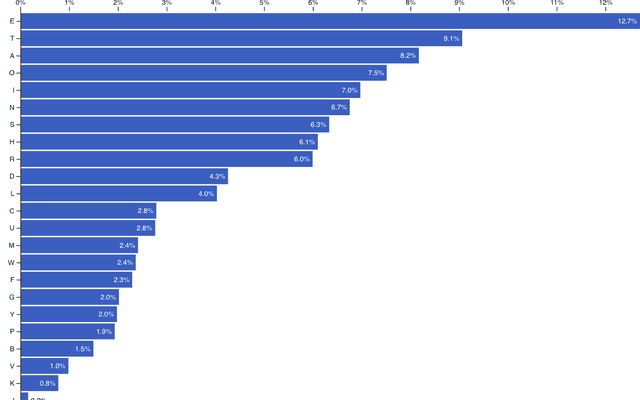 0% 1% 2% 3% 4% 5% 6% 7% 8% 9% 10% 11% 12%
E 12.7%
T 9.1%
A 8.2%
O 7.5%
I 7.0%
N 6.7%
S 6.3%
H 6.1%
R 6.0%
D 4.3%
L 4.0%
C 2.8%
U 2.8%
M 2.4%
W 2.4%
F 2.3%
G 2.0%
Y 2.0%
P 1.9%
B 1.5%
V 1.0%
K 0.8%